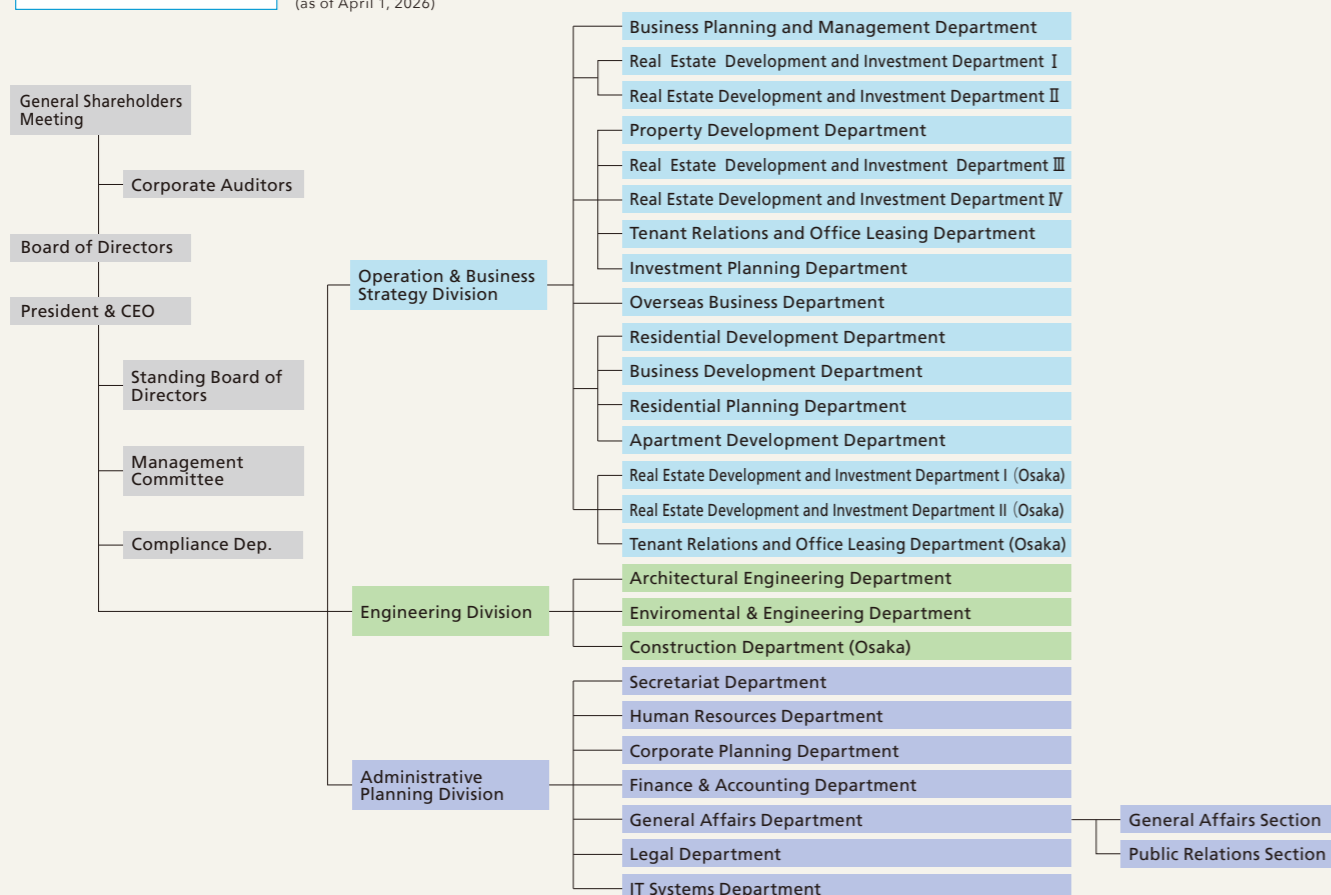 (as of April 1, 2026)
General Shareholders
Meeting
Corporate Auditors
Board of Directors
President & CEO
Standing Board of
Directors
Management
Committee
Compliance Dep.
Operation & Business
Strategy Division
Business Planning and Management Department
Real Estate Development and Investment Department Ⅰ
Real Estate Development and Investment Department Ⅱ
Property Development Department
Real Estate Development and Investment Department Ⅲ
Real Estate Development and Investment Department Ⅳ
Tenant Relations and Office Leasing Department
Investment Planning Department
Overseas Business Department
Residential Development Department
Business Development Department
Residential Planning Department
Apartment Development Department
Real Estate Development and Investment Department I (Osaka)
Real Estate Development and Investment Department II (Osaka)
Tenant Relations and Office Leasing Department (Osaka)
Engineering Division
Architectural Engineering Department
Enviromental & Engineering Department
Construction Department (Osaka)
Administrative
Planning Division
Secretariat Department
Human Resources Department
Corporate Planning Department
Finance & Accounting Department
General Affairs Department
General Affairs Section
Public Relations Section
Legal Department
IT Systems Department